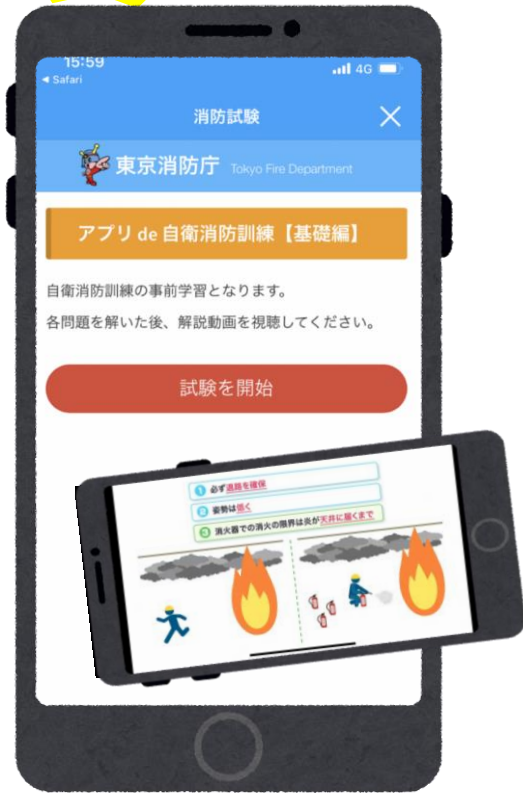 15:59
Safari
4G
消防試験
東京消防庁 Tokyo Fire Department
アプリ de 自衛消防訓練【基礎編】
自衛消防訓練の事前学習となります。
各問題を解いた後、解説動画を視聴してください。
試験を開始
1 必ず退路を確保
2 姿勢は低く
3 消火器での消火の限界は炎が天井に届くまで